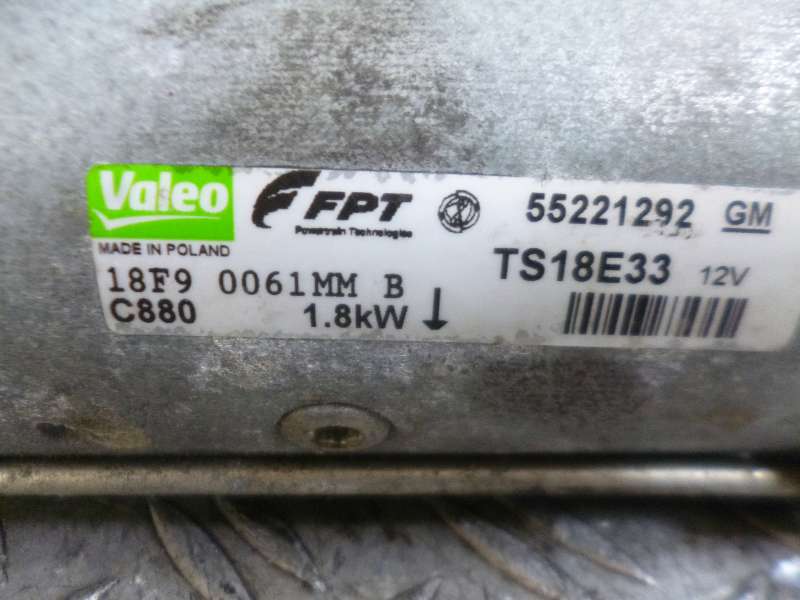 Valeo FPT 55221292 GM
Powertrain Technologies
MADE IN POLAND
18F9 0061MM B TS18E33 12V
C880 1.8kW ↓